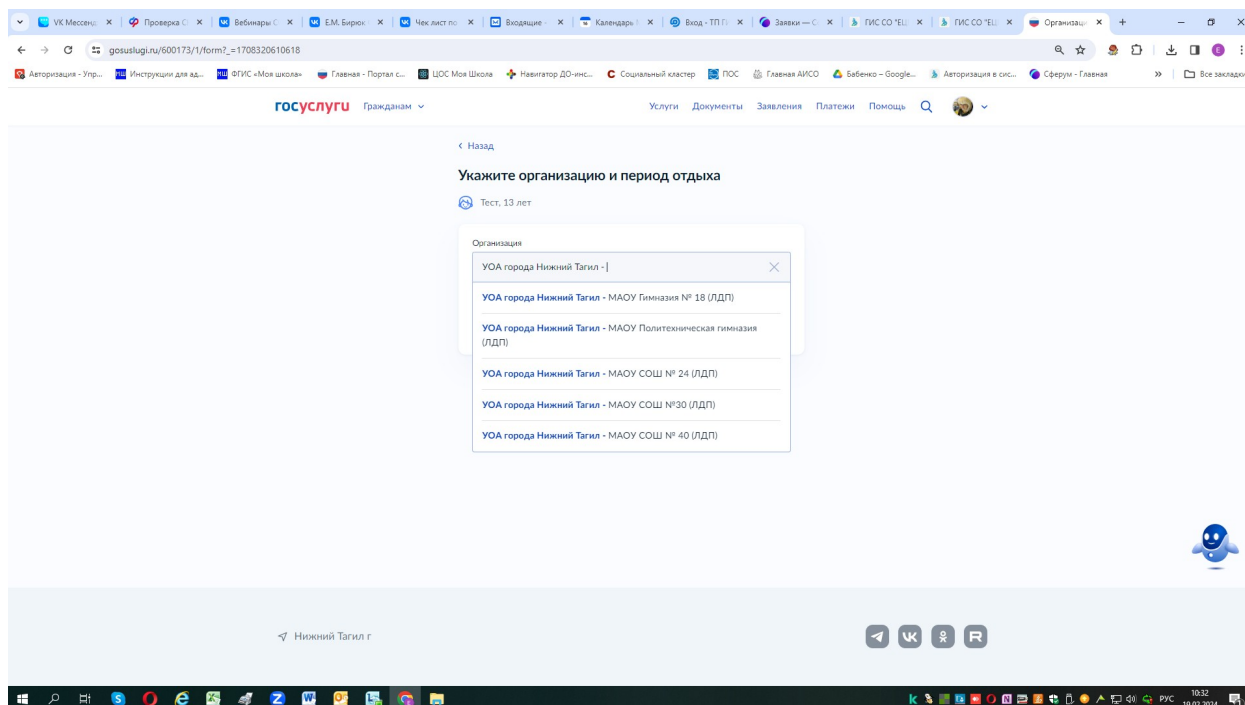 VK Мессенд
Проверка С
Вебинары С
Е.М. Бирюк
Чек лист по
Входящие -
Календарь
Вход - ТП Г
Заявки — С
ГИС СО "ЕЦ
ГИС СО "ЕЦ
Организаци
gosuslugi.ru/600173/1/form?_=1708320610618
Авторизация - Упр...
Инструкции для ад...
ФГИС «Моя школа»
Главная - Портал с...
ЦОС Моя Школа
Навигатор ДО-инс...
Социальный кластер
ПОС
Главная АИСО
Бабенко – Google...
Авторизация в сис...
Сферум - Главная
Все закладки
госуслуги Гражданам
Услуги Документы Заявления Платежи Помощь
Назад
Укажите организацию и период отдыха
Тест, 13 лет
Организация
УОА города Нижний Тагил -
УОА города Нижний Тагил - МАОУ Гимназия № 18 (ЛДП)
УОА города Нижний Тагил - МАОУ Политехническая гимназия
(ЛДП)
УОА города Нижний Тагил - МАОУ СОШ № 24 (ЛДП)
УОА города Нижний Тагил - МАОУ СОШ №30 (ЛДП)
УОА города Нижний Тагил - МАОУ СОШ № 40 (ЛДП)
Нижний Тагил г
РУС
10:32
19.02.2024